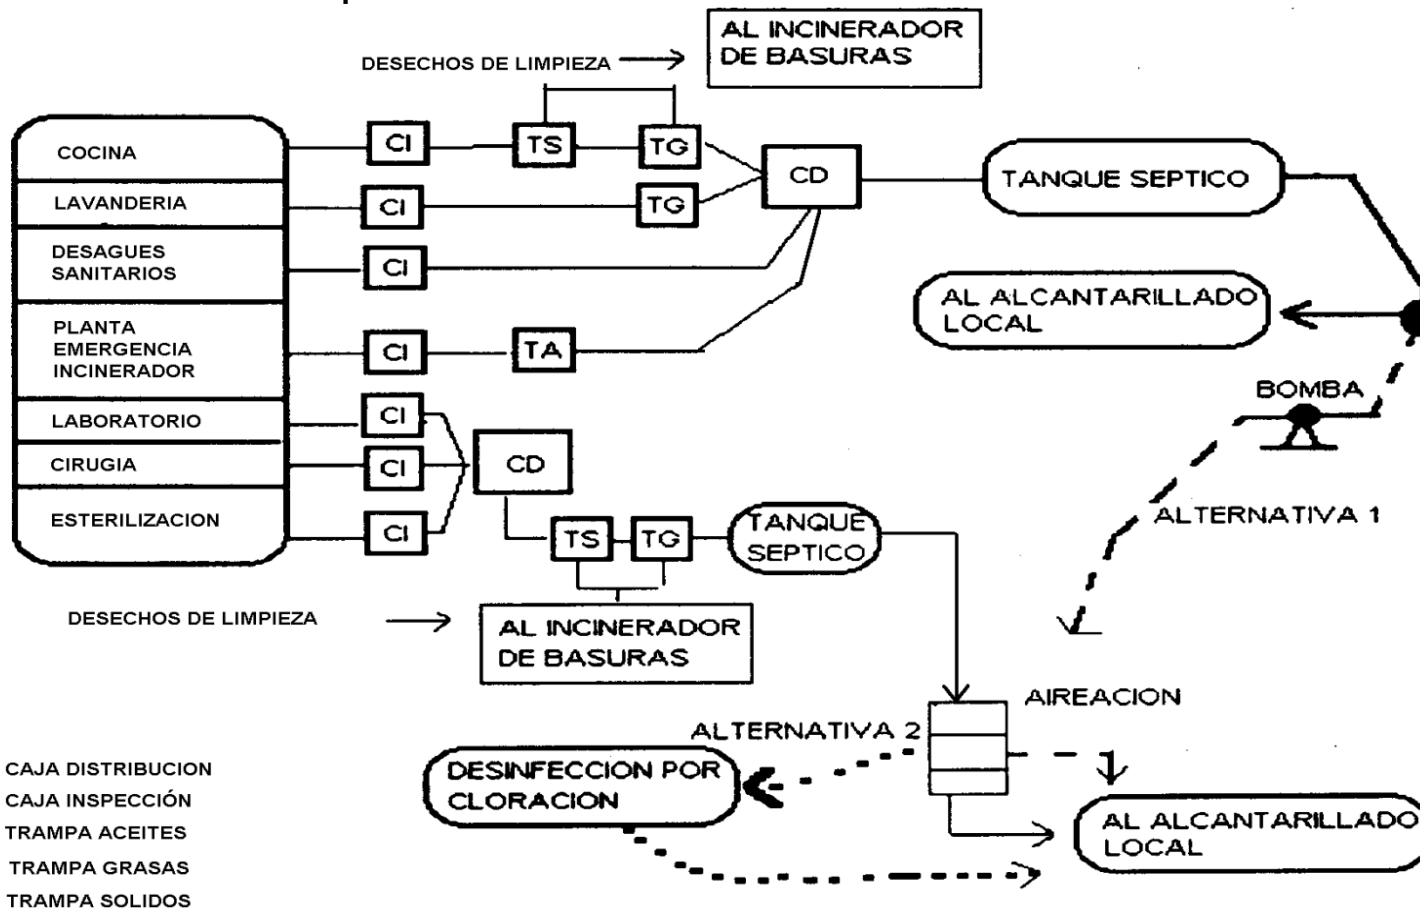 AL INCINERADOR
DE BASURAS
DESECHOS DE LIMPIEZA
COCINA
CI
TS
TG
CD
TANQUE SEPTICO
LAVANDERIA
CI
TG
DESAGUES
SANITARIOS
CI
AL ALCANTARILLADO
LOCAL
PLANTA
EMERGENCIA
INCINERADOR
CI
TA
BOMBA
LABORATORIO
CI
CIRUGIA
CI
CD
ESTERILIZACION
CI
TS
TG
TANQUE
SEPTICO
ALTERNATIVA 1
DESECHOS DE LIMPIEZA
AL INCINERADOR
DE BASURAS
AIREACION
ALTERNATIVA 2
DESINFECCION POR
CLORACION
AL ALCANTARILLADO
LOCAL
CAJA DISTRIBUCION
CAJA INSPECCIÓN
TRAMPA ACEITES
TRAMPA GRASAS
TRAMPA SOLIDOS